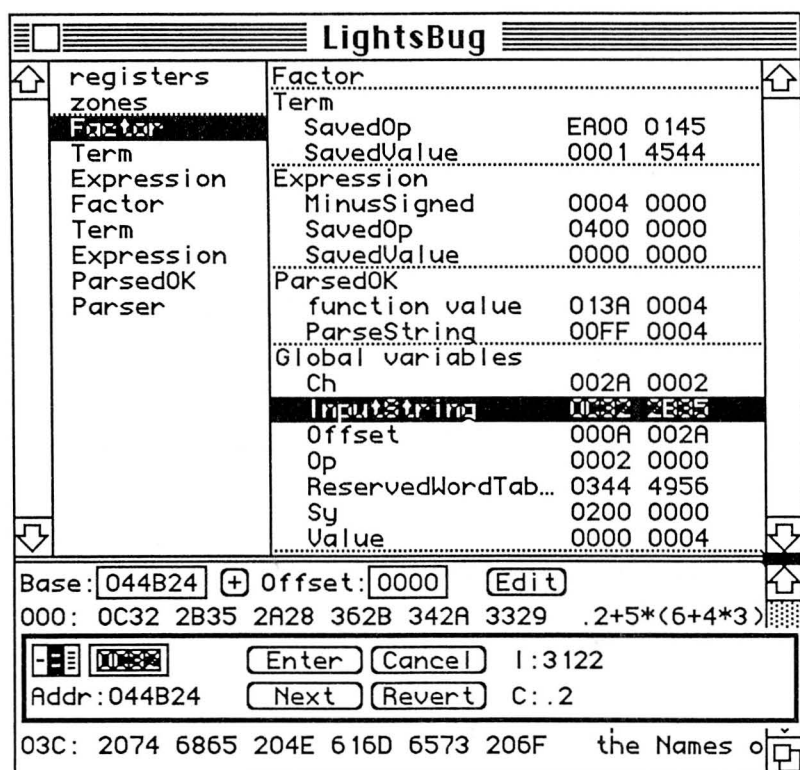 LightsBug
registers
zones
Factor
Term
Expression
Factor
Term
Expression
ParsedOK
Parser
Factor
Term
SavedOp EA00 0145
SavedValue 0001 4544
Expression
MinusSigned 0004 0000
SavedOp 0400 0000
SavedValue 0000 0000
ParsedOK
function value 013A 0004
ParseString 00FF 0004
Global variables
Ch 002A 0002
InputString 0C32 2B35
Offset 000A 002A
Op 0002 0000
ReservedWordTab… 0344 4956
Sy 0200 0000
Value 0000 0004
Base: 044B24 + Offset: 0000 Edit
000: 0C32 2B35 2A28 362B 342A 3329 .2+5*(6+4*3)
0C32 Enter Cancel I:3122
Addr:044B24 Next Revert C:.2
03C: 2074 6865 204E 616D 6573 206F the Names o